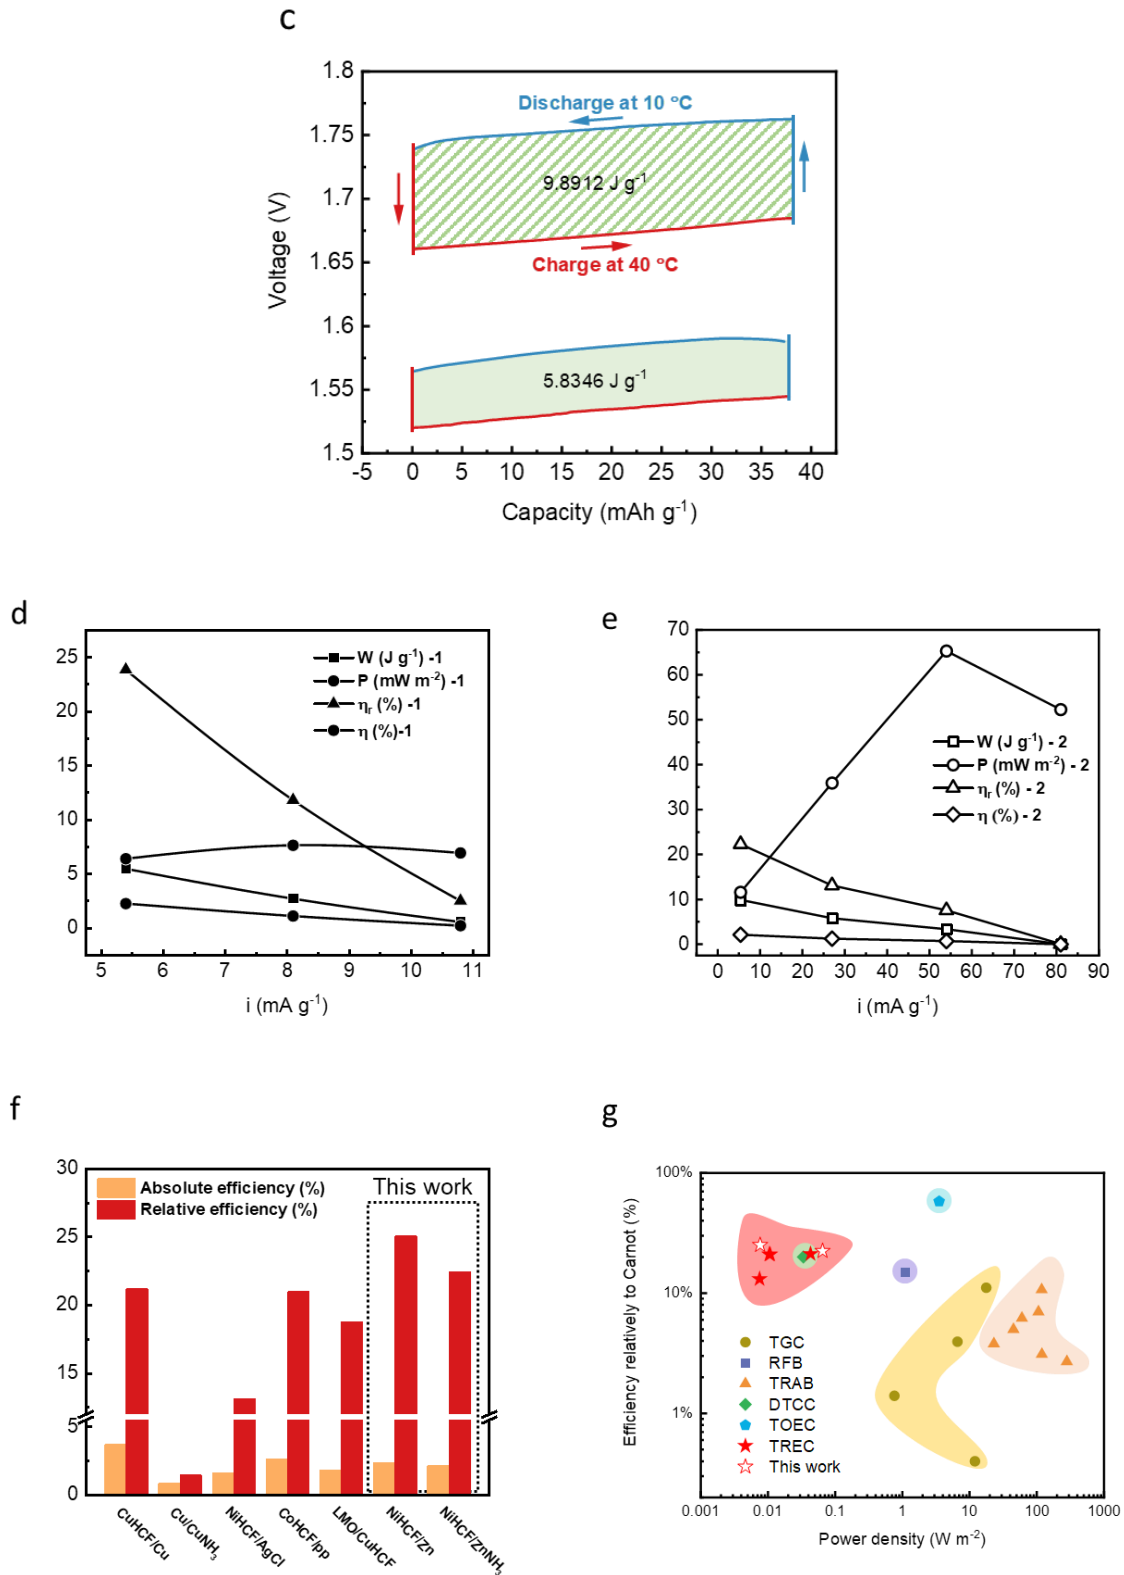 c
1.8
1.75
1.7
1.65
1.6
1.55
1.5
Voltage (V)
Discharge at 10 °C
9.8912 J g⁻¹
Charge at 40 °C
5.8346 J g⁻¹
-5 0 5 10 15 20 25 30 35 40
Capacity (mAh g⁻¹)
d
25
20
15
10
5
0
W (J g⁻¹) -1
P (mW m⁻²) -1
ηᵣ (%) -1
η (%)-1
5 6 7 8 9 10 11
i (mA g⁻¹)
e
70
60
50
40
30
20
10
0
W (J g⁻¹) - 2
P (mW m⁻²) - 2
ηᵣ (%) - 2
η (%) - 2
0 10 20 30 40 50 60 70 80 90
i (mA g⁻¹)
f
30
25
20
15
5
0
Absolute efficiency (%)
Relative efficiency (%)
This work
CuHCF/Cu
Cu/CuNH₃
NiHCF/AgCl
CoHCF/pp
LMO/CuHCF
NiHCF/Zn
NiHCF/ZnNH₃
g
Efficiency relatively to Carnot (%)
100%
10%
1%
TGC
RFB
TRAB
DTCC
TOEC
TREC
This work
0.001 0.01 0.1 1 10 100 1000
Power density (W m⁻²)